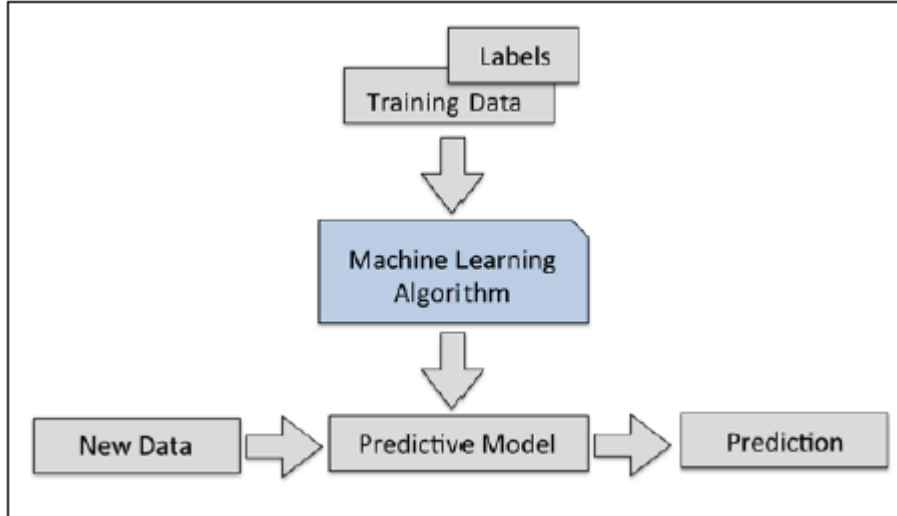 Labels
Training Data
Machine Learning
Algorithm
New Data
Predictive Model
Prediction